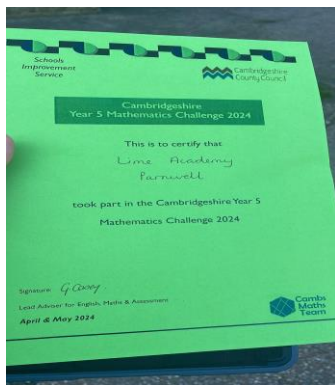 Schools
Improvement
Service
Cambridgeshire
County Council
Cambridgeshire
Year 5 Mathematics Challenge 2024
This is to certify that
Lime Academy
Parnwell
took part in the Cambridgeshire Year 5
Mathematics Challenge 2024
Signature G Casey
Lead Adviser for English, Maths & Assessment
April & May 2024
Cambs
Maths
Team